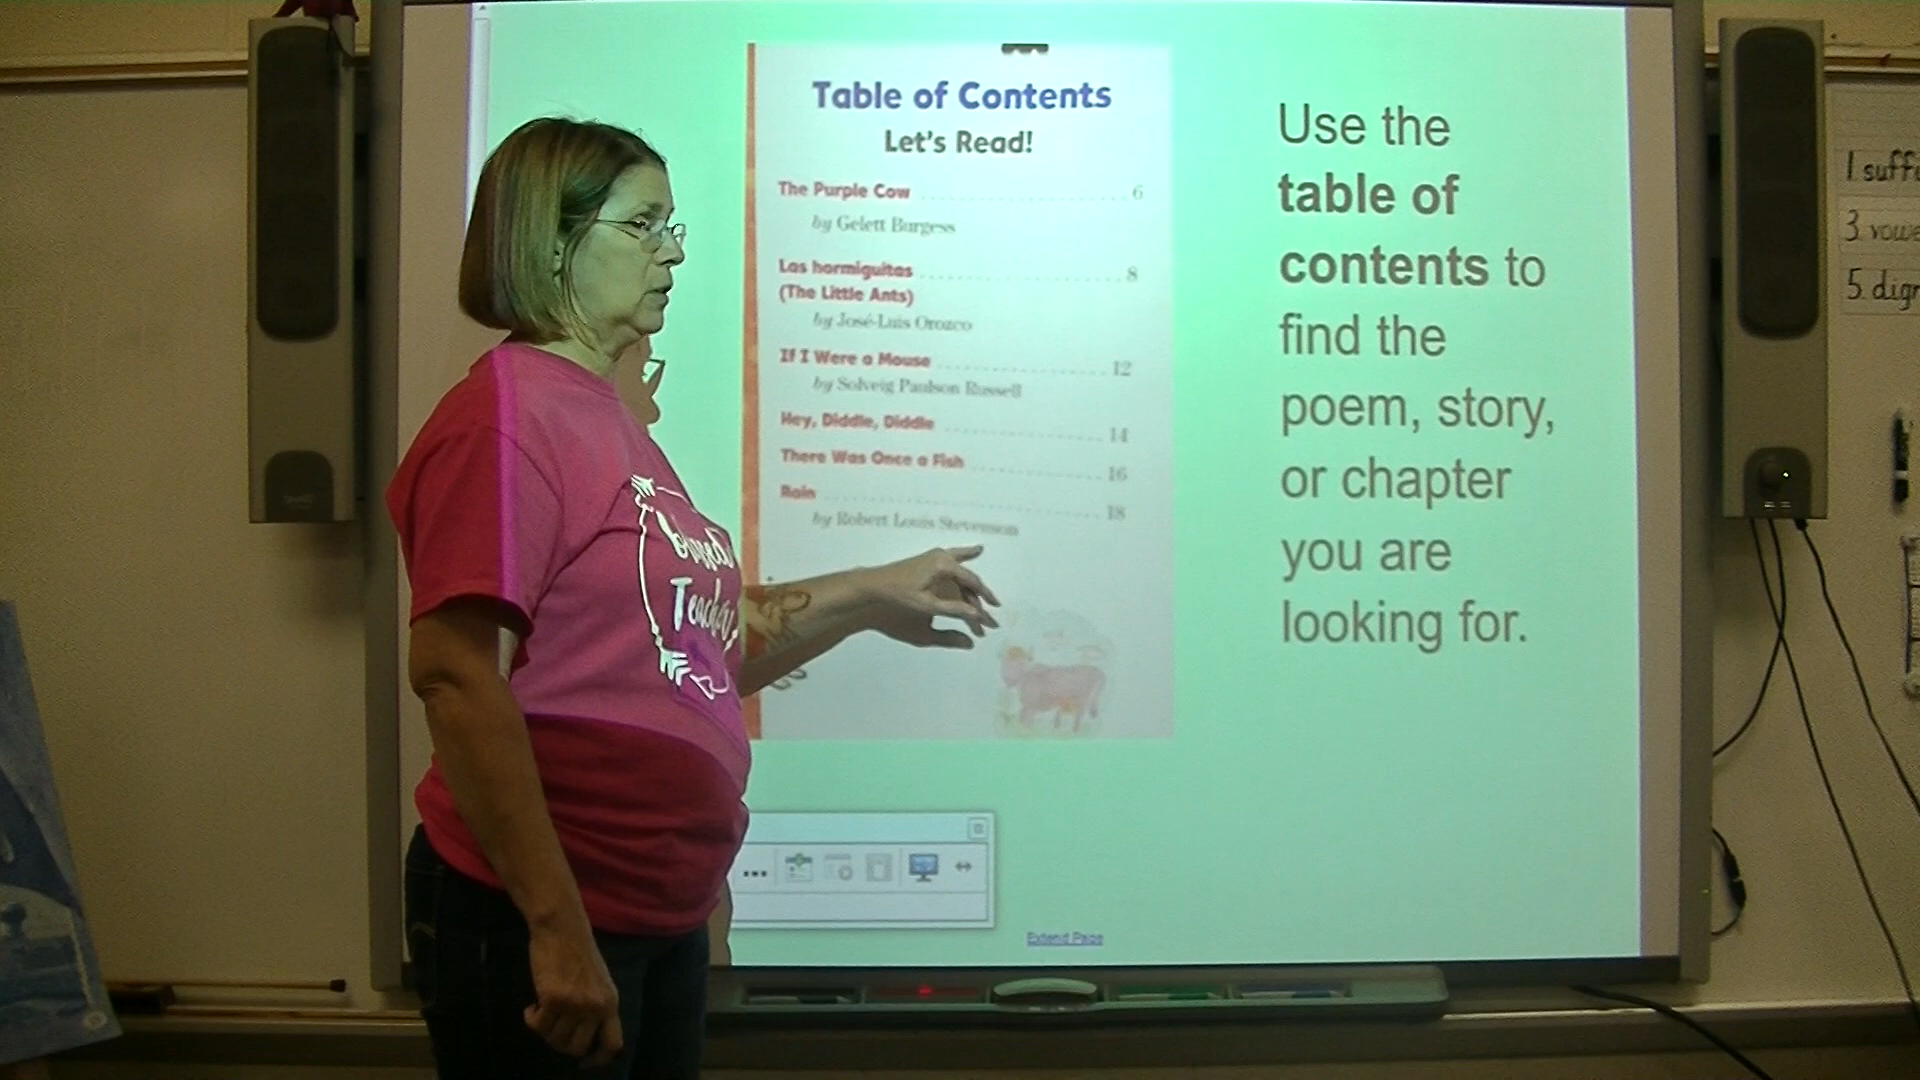 Table of Contents
Let's Read!
The Purple Cow 6
by Gelett Burgess
Las hormiguitas 8
(The Little Ants)
by José-Luis Orozco
If I Were a Mouse 12
by Solveig Paulson Russell
Hey, Diddle, Diddle 14
There Was Once a Fish 16
Rain 18
by Robert Louis Stevenson
Use the
table of
contents to
find the
poem, story,
or chapter
you are
looking for.
Extend Page
Teacher
1. suff
3. vowe
5. digr